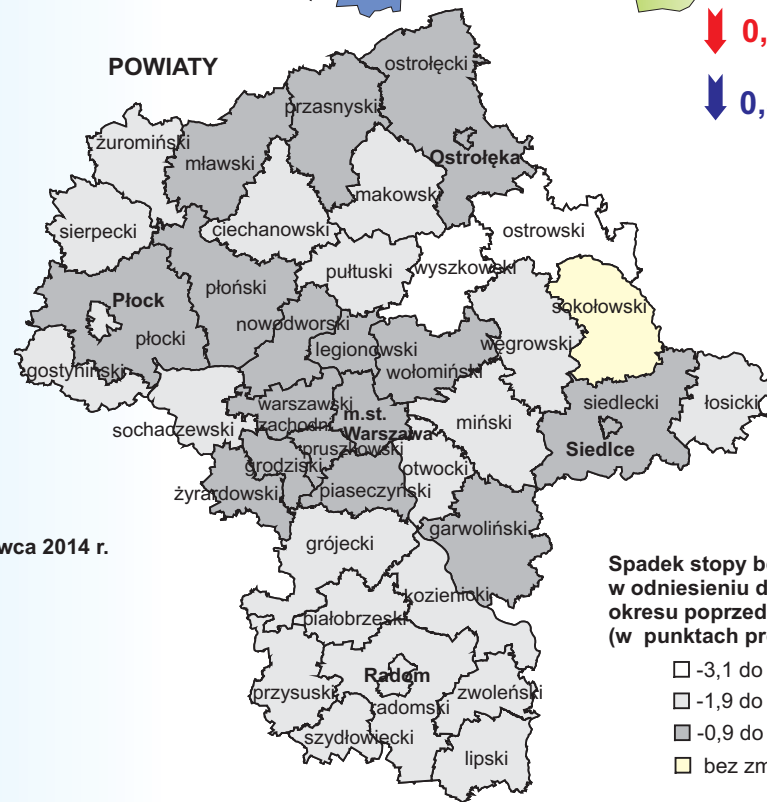 0,
0,
POWIATY
ostrołęcki
przasnyski
żuromiński
mławski
Ostrołęka
makowski
sierpecki
ciechanowski
ostrowski
pułtuski
wyszkowski
płoński
sokołowski
Płock
płocki
nowodworski
legionowski
węgrowski
wołomiński
gostyniński
warszawski
zachodni
m.st.
Warszawa
siedlecki
łosicki
miński
sochaczewski
pruszkowski
Siedlce
grodziski
otwocki
żyrardowski
piaseczyński
garwoliński
wca 2014 r.
grójecki
kozienicki
białobrzeski
Radom
przysuski
radomski
zwoleński
szydłowiecki
lipski
Spadek stopy be
w odniesieniu d
okresu poprzed
(w punktach pro
-3,1 do
-1,9 do
-0,9 do
bez zm